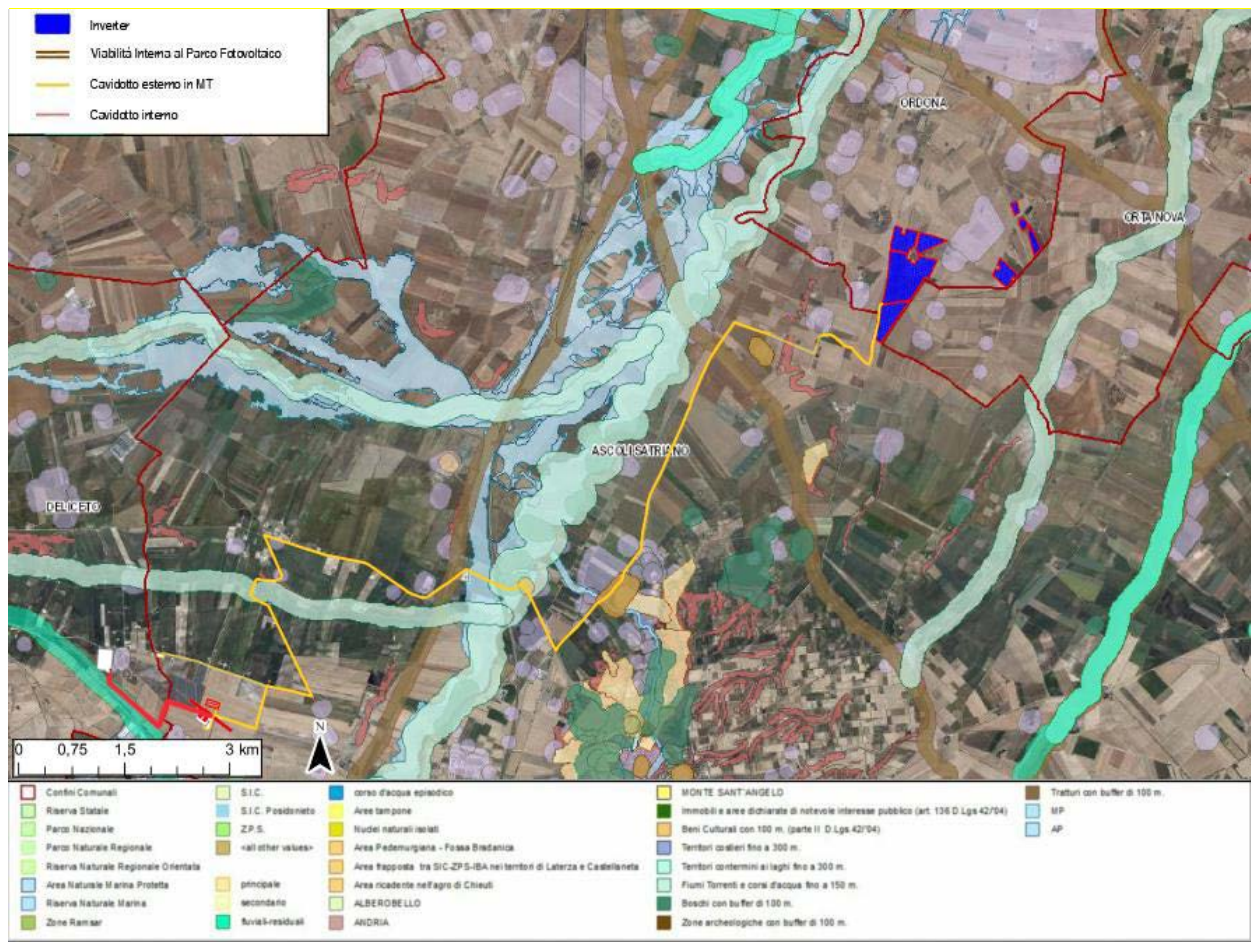 Inverter
Viabilità Interna al Parco Fotovoltaico
Cavidotto esterno in MT
Cavidotto interno
ORDONA
ORTA NOVA
ASCOLI SATRIANO
DELICETO
N
0 0,75 1,5 3 km
Confini Comunali
Riserva Statale
Parco Nazionale
Parco Naturale Regionale
Riserva Naturale Regionale Orientata
Area Naturale Marina Protetta
Riserva Naturale Marina
Zone Ramsar
S.I.C.
S.I.C. Posidonieto
Z.P.S.
<all other values>
principale
secondario
fluviali-residuali
corso d'acqua episodico
Aree tampone
Nuclei naturali isolati
Area Pedemurgiana - Fossa Bradanica
Area frapposta tra SIC-ZPS-IBA nei territori di Laterza e Castellaneta
Area ricadente nell'agro di Chieuti
ALBEROBELLO
ANDRIA
MONTE SANT'ANGELO
Immobili e aree dichiarate di notevole interesse pubblico (art. 136 D.Lgs 42/'04)
Beni Culturali con 100 m. (parte II D.Lgs 42/'04)
Territori costieri fino a 300 m.
Territori contermini ai laghi fino a 300 m.
Fiumi Torrenti e corsi d'acqua fino a 150 m.
Boschi con buffer di 100 m.
Zone archeologiche con buffer di 100 m.
Tratturi con buffer di 100 m.
MP
AP